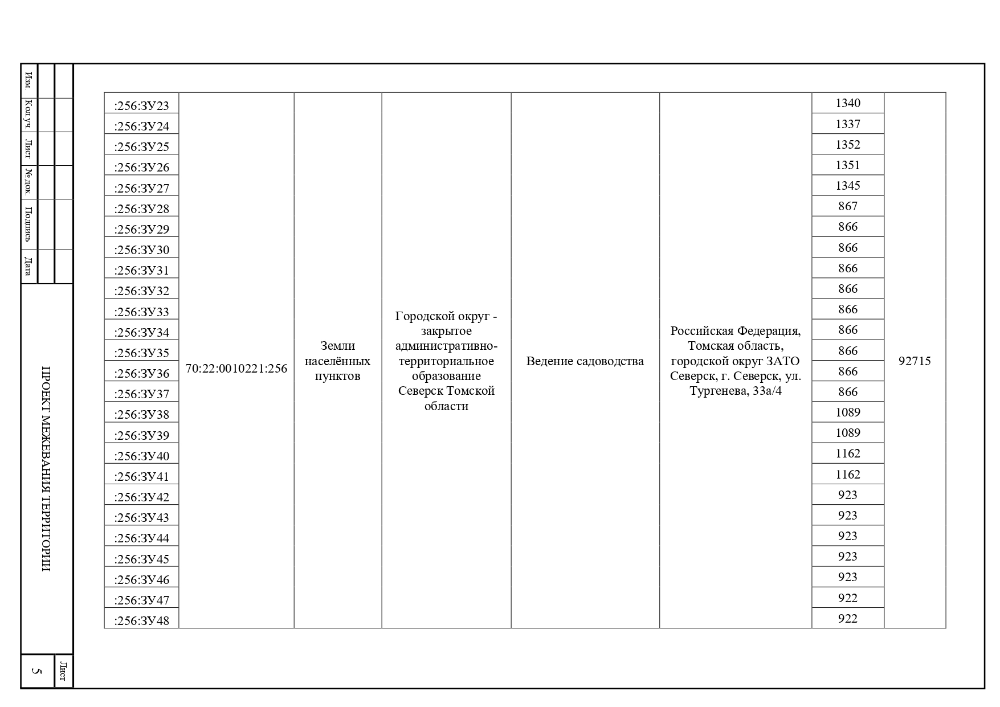 Изм.
Кол.уч.
Лист
№ док.
Подпись
Дата
ПРОЕКТ МЕЖЕВАНИЯ ТЕРРИТОРИИ
Лист
5
:256:ЗУ23 1340
:256:ЗУ24 1337
:256:ЗУ25 1352
:256:ЗУ26 1351
:256:ЗУ27 1345
:256:ЗУ28 867
:256:ЗУ29 866
:256:ЗУ30 866
:256:ЗУ31 866
:256:ЗУ32 866
:256:ЗУ33 866
:256:ЗУ34 866
:256:ЗУ35 866
:256:ЗУ36 866
:256:ЗУ37 866
:256:ЗУ38 1089
:256:ЗУ39 1089
:256:ЗУ40 1162
:256:ЗУ41 1162
:256:ЗУ42 923
:256:ЗУ43 923
:256:ЗУ44 923
:256:ЗУ45 923
:256:ЗУ46 923
:256:ЗУ47 922
:256:ЗУ48 922
70:22:0010221:256
Земли
населённых
пунктов
Городской округ -
закрытое
административно-
территориальное
образование
Северск Томской
области
Ведение садоводства
Российская Федерация,
Томская область,
городской округ ЗАТО
Северск, г. Северск, ул.
Тургенева, 33а/4
92715